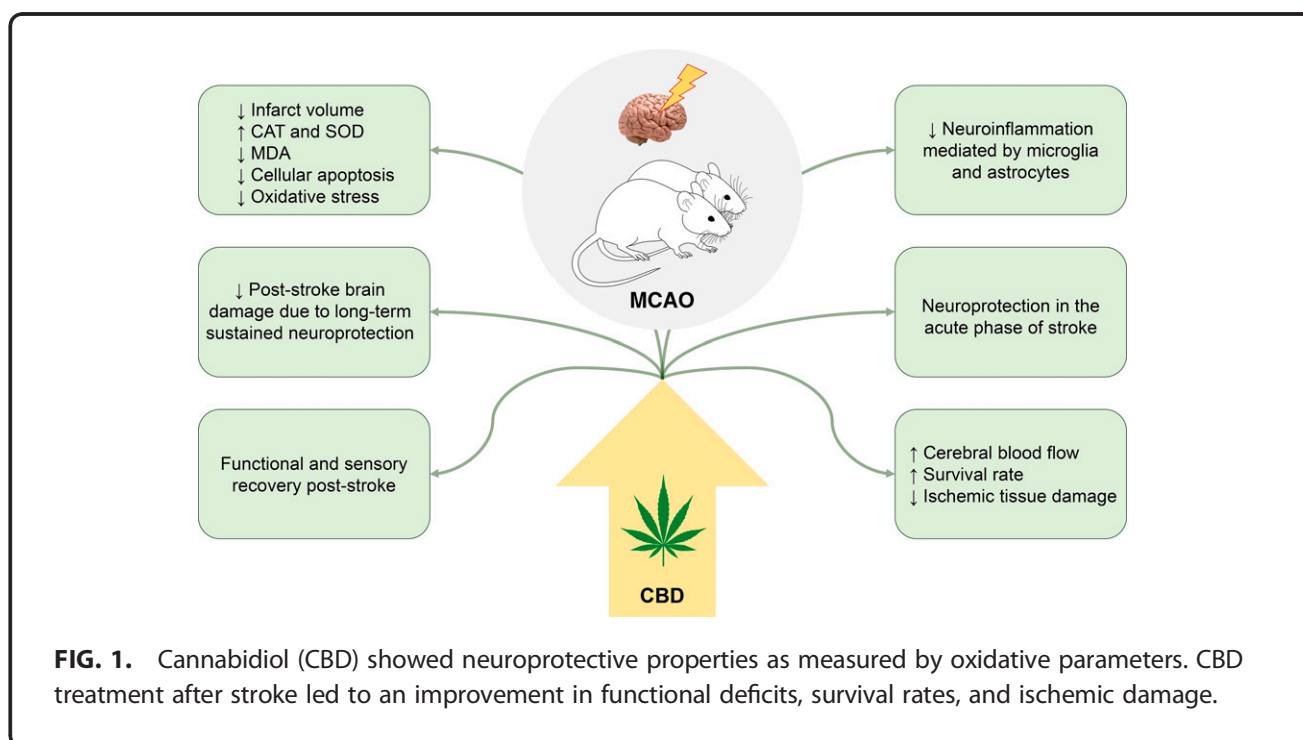 ↓ Infarct volume
↑ CAT and SOD
↓ MDA
↓ Cellular apoptosis
↓ Oxidative stress
↓ Post-stroke brain
damage due to long-term
sustained neuroprotection
Functional and sensory
recovery post-stroke
MCAO
CBD
↓ Neuroinflammation
mediated by microglia
and astrocytes
Neuroprotection in the
acute phase of stroke
↑ Cerebral blood flow
↑ Survival rate
↓ Ischemic tissue damage
FIG. 1. Cannabidiol (CBD) showed neuroprotective properties as measured by oxidative parameters. CBD
treatment after stroke led to an improvement in functional deficits, survival rates, and ischemic damage.